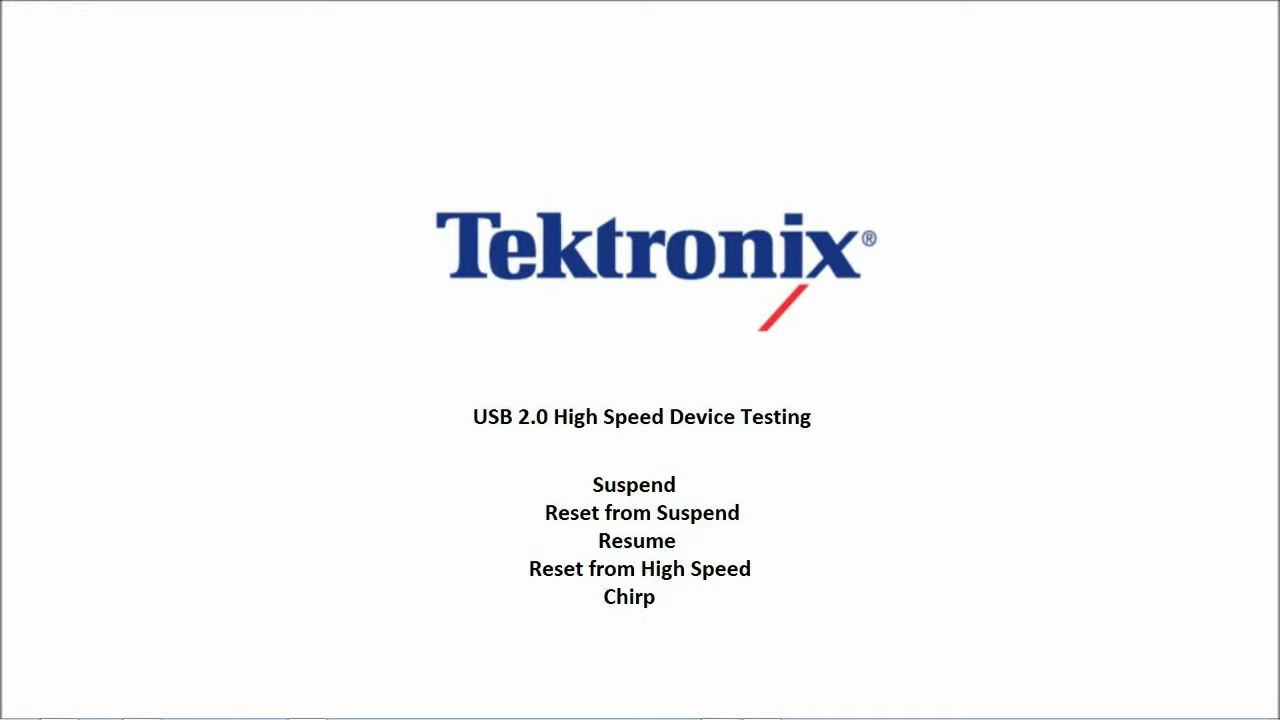 Tektronix®
USB 2.0 High Speed Device Testing
Suspend
Reset from Suspend
Resume
Reset from High Speed
Chirp